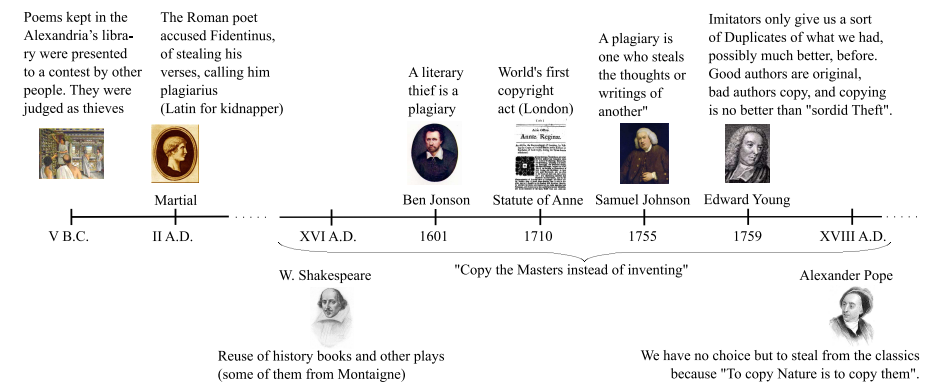 Poems kept in the
Alexandria's libra-
ry were presented
to a contest by other
people. They were
judged as thieves
The Roman poet
accused Fidentinus,
of stealing his
verses, calling him
plagiarius
(Latin for kidnapper)
A literary
thief is a
plagiary
World's first
copyright
act (London)
A plagiary is
one who steals
the thoughts or
writings of
another"
Imitators only give us a sort
of Duplicates of what we had,
possibly much better, before.
Good authors are original,
bad authors copy, and copying
is no better than "sordid Theft".
Annæ Reginæ.
Martial
Ben Jonson
Statute of Anne
Samuel Johnson
Edward Young
V B.C.
II A.D.
XVI A.D.
1601
1710
1755
1759
XVIII A.D.
"Copy the Masters instead of inventing"
W. Shakespeare
Alexander Pope
Reuse of history books and other plays
(some of them from Montaigne)
We have no choice but to steal from the classics
because "To copy Nature is to copy them".